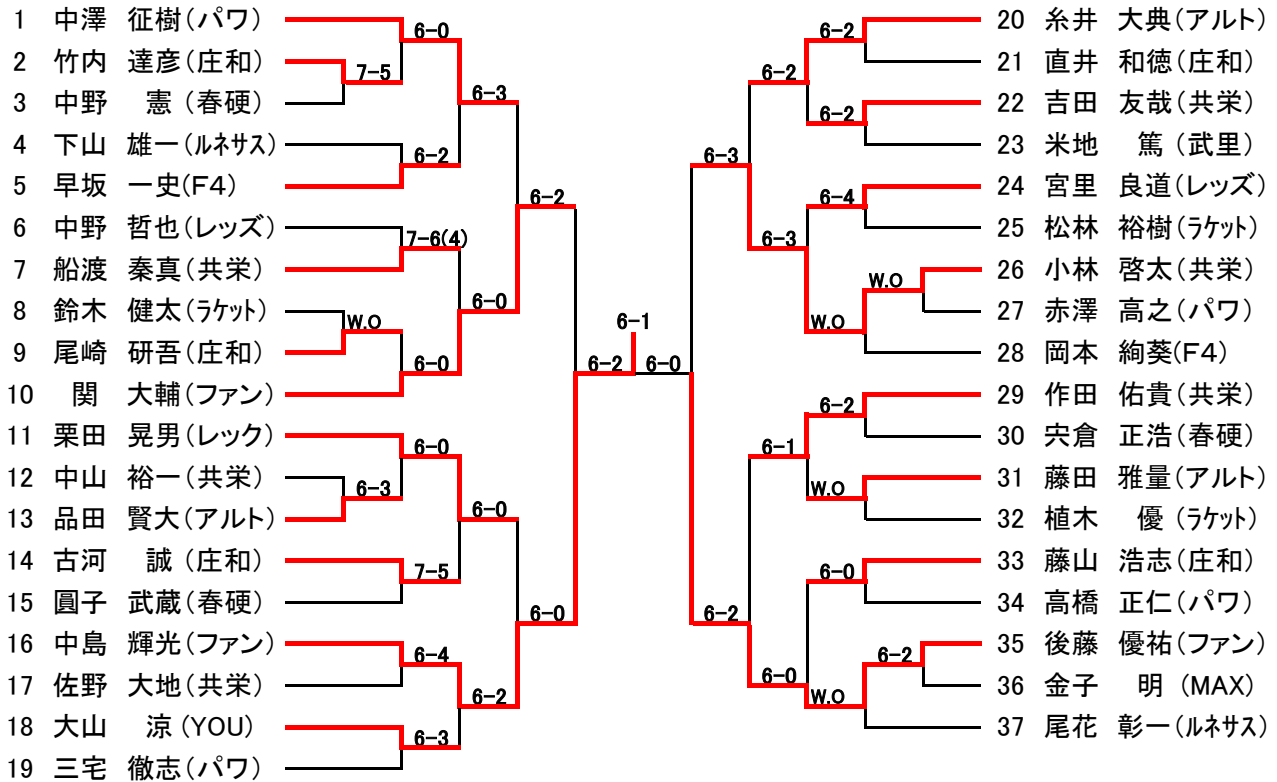 1 中澤 征樹(パワ)
2 竹内 達彦(庄和)
3 中野 憲(春硬)
4 下山 雄一(ルネサス)
5 早坂 一史(F4)
6 中野 哲也(レッズ)
7 船渡 秦真(共栄)
8 鈴木 健太(ラケット)
9 尾崎 研吾(庄和)
10 関 大輔(ファン)
11 栗田 晃男(レック)
12 中山 裕一(共栄)
13 品田 賢大(アルト)
14 古河 誠(庄和)
15 圓子 武蔵(春硬)
16 中島 輝光(ファン)
17 佐野 大地(共栄)
18 大山 涼(YOU)
19 三宅 徹志(パワ)
6-0
7-5
6-2
7-6(4)
W.O
6-0
6-0
6-3
7-5
6-4
6-3
6-3
6-0
6-0
6-2
6-2
6-0
6-2
6-1
6-0
6-3
6-2
6-2
6-3
6-1
6-0
6-2
6-2
6-4
W.O
W.O
6-2
W.O
6-0
W.O
6-2
20 糸井 大典(アルト)
21 直井 和徳(庄和)
22 吉田 友哉(共栄)
23 米地 篤(武里)
24 宮里 良道(レッズ)
25 松林 裕樹(ラケット)
26 小林 啓太(共栄)
27 赤澤 高之(パワ)
28 岡本 絢葵(F4)
29 作田 佑貴(共栄)
30 宍倉 正浩(春硬)
31 藤田 雅量(アルト)
32 植木 優(ラケット)
33 藤山 浩志(庄和)
34 高橋 正仁(パワ)
35 後藤 優祐(ファン)
36 金子 明(MAX)
37 尾花 彰一(ルネサス)